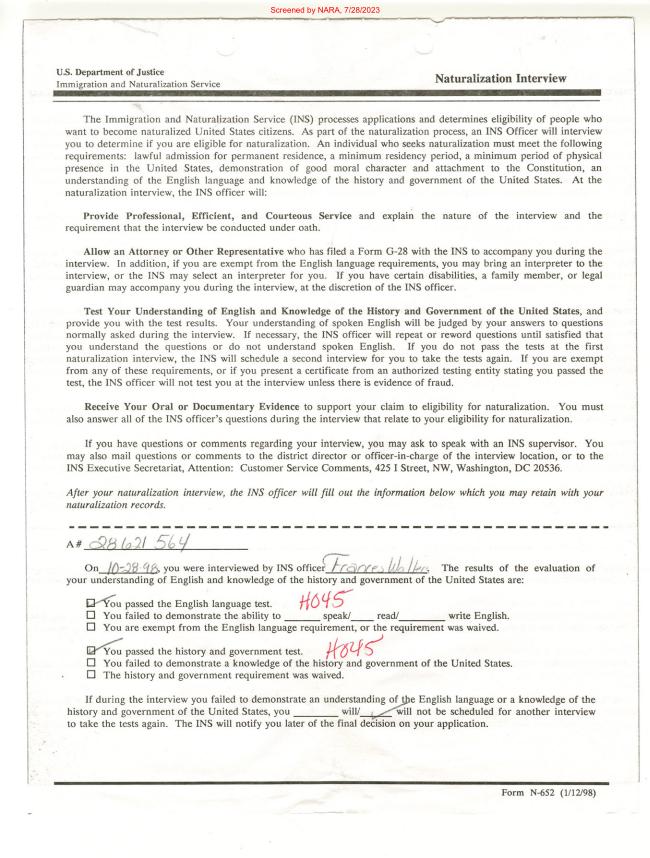 Screened by NARA, 7/28/2023
U.S. Department of Justice
Immigration and Naturalization Service
Naturalization Interview
The Immigration and Naturalization Service (INS) processes applications and determines eligibility of people who
want to become naturalized United States citizens. As part of the naturalization process, an INS Officer will interview
you to determine if you are eligible for naturalization. An individual who seeks naturalization must meet the following
requirements: lawful admission for permanent residence, a minimum residency period, a minimum period of physical
presence in the United States, demonstration of good moral character and attachment to the Constitution, an
understanding of the English language and knowledge of the history and government of the United States. At the
naturalization interview, the INS officer will:
Provide Professional, Efficient, and Courteous Service and explain the nature of the interview and the
requirement that the interview be conducted under oath.
Allow an Attorney or Other Representative who has filed a Form G-28 with the INS to accompany you during the
interview. In addition, if you are exempt from the English language requirements, you may bring an interpreter to the
interview, or the INS may select an interpreter for you. If you have certain disabilities, a family member, or legal
guardian may accompany you during the interview, at the discretion of the INS officer.
Test Your Understanding of English and Knowledge of the History and Government of the United States, and
provide you with the test results. Your understanding of spoken English will be judged by your answers to questions
normally asked during the interview. If necessary, the INS officer will repeat or reword questions until satisfied that
you understand the questions or do not understand spoken English. If you do not pass the tests at the first
naturalization interview, the INS will schedule a second interview for you to take the tests again. If you are exempt
from any of these requirements, or if you present a certificate from an authorized testing entity stating you passed the
test, the INS officer will not test you at the interview unless there is evidence of fraud.
Receive Your Oral or Documentary Evidence to support your claim to eligibility for naturalization. You must
also answer all of the INS officer's questions during the interview that relate to your eligibility for naturalization.
If you have questions or comments regarding your interview, you may ask to speak with an INS supervisor. You
may also mail questions or comments to the district director or officer-in-charge of the interview location, or to the
INS Executive Secretariat, Attention: Customer Service Comments, 425 I Street, NW, Washington, DC 20536.
After your naturalization interview, the INS officer will fill out the information below which you may retain with your
naturalization records.
A# 28621 564
On 10-28-98, you were interviewed by INS officer Frances . The results of the evaluation of
your understanding of English and knowledge of the history and government of the United States are:
You passed the English language test. H045
You failed to demonstrate the ability to ______ speak/____ read/________ write English.
You are exempt from the English language requirement, or the requirement was waived.
You passed the history and government test. H045
You failed to demonstrate a knowledge of the history and government of the United States.
The history and government requirement was waived.
If during the interview you failed to demonstrate an understanding of the English language or a knowledge of the
history and government of the United States, you ________ will/______ will not be scheduled for another interview
to take the tests again. The INS will notify you later of the final decision on your application.
Form N-652 (1/12/98)